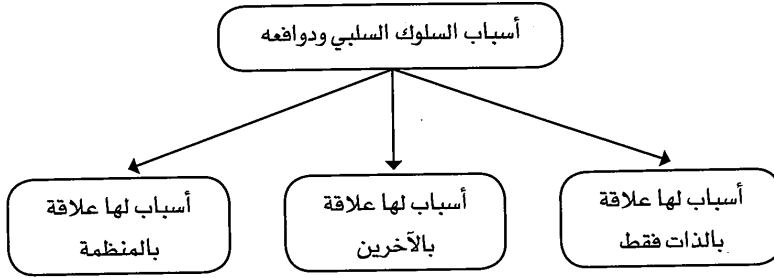 أسباب السلوك السلبي ودوافعه
أسباب لها علاقة
بالذات فقط
أسباب لها علاقة
بالآخرين
أسباب لها علاقة
بالمنظمة